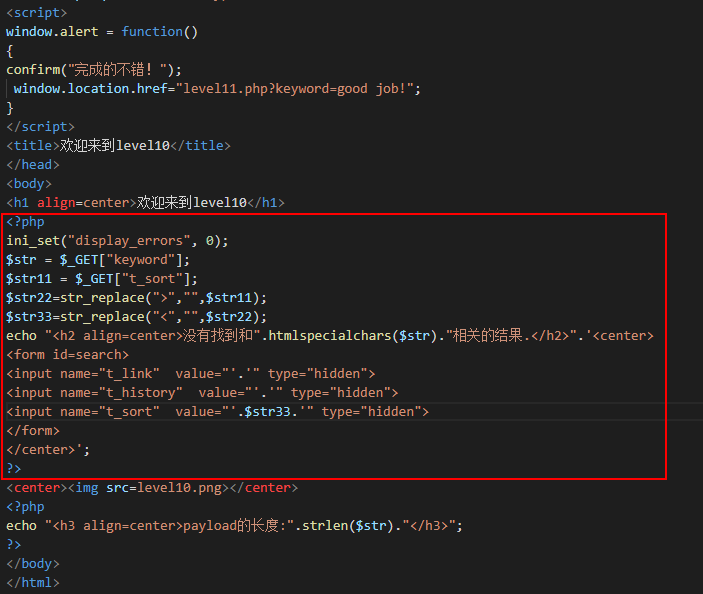 <script>
window.alert = function()
{
confirm("完成的不错！");
window.location.href="level11.php?keyword=good job!";
}
</script>
<title>欢迎来到level10</title>
</head>
<body>
<h1 align=center>欢迎来到level10</h1>
<?php
ini_set("display_errors", 0);
$str = $_GET["keyword"];
$str11 = $_GET["t_sort"];
$str22=str_replace(">","",$str11);
$str33=str_replace("<","",$str22);
echo "<h2 align=center>没有找到和".htmlspecialchars($str)."相关的结果.</h2>".'<center>
<form id=search>
<input name="t_link"  value="'.'" type="hidden">
<input name="t_history"  value="'.'" type="hidden">
<input name="t_sort"  value="'.$str33.'" type="hidden">
</form>
</center>';
?>
<center><img src=level10.png></center>
<?php
echo "<h3 align=center>payload的长度:".strlen($str)."</h3>";
?>
</body>
</html>